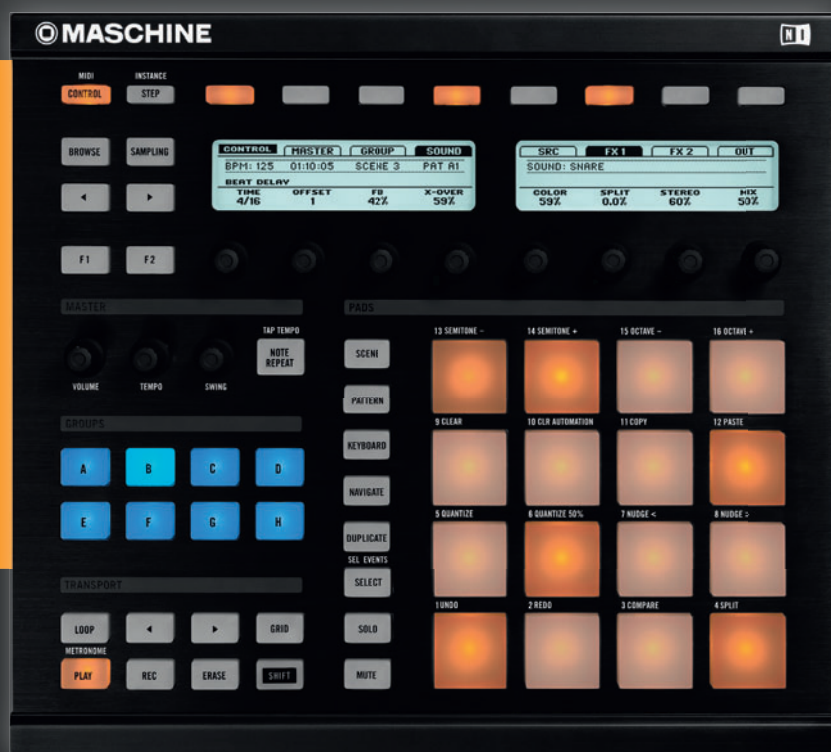 MASCHINE
NI
MIDI
INSTANCE
CONTROL
STEP
BROWSE
SAMPLING
CONTROL MASTER GROUP SOUND
BPM: 125 01:10:05 SCENE 3 PAT A1
BEAT DELAY
TIME OFFSET FB X-OVER
4/16 1 42% 59%
SRC FX 1 FX 2 OUT
SOUND: SNARE
COLOR SPLIT STEREO MIX
59% 0.0% 60% 50%
F1
F2
MASTER
PADS
TAP TEMPO
NOTE
REPEAT
VOLUME
TEMPO
SWING
GROUPS
A
B
C
D
E
F
G
H
TRANSPORT
LOOP
GRID
METRONOME
PLAY
REC
ERASE
SHIFT
SCENE
PATTERN
KEYBOARD
NAVIGATE
DUPLICATE
SEL EVENTS
SELECT
SOLO
MUTE
13 SEMITONE -
14 SEMITONE +
15 OCTAVE -
16 OCTAVE +
9 CLEAR
10 CLR AUTOMATION
11 COPY
12 PASTE
5 QUANTIZE
6 QUANTIZE 50%
7 NUDGE <
8 NUDGE >
1 UNDO
2 REDO
3 COMPARE
4 SPLIT